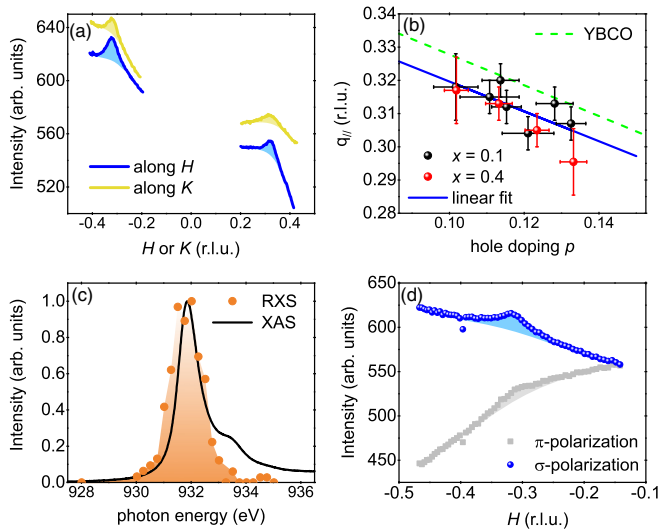 (a)
Intensity (arb. units)
640
600
560
520
along H
along K
-0.4 -0.2 0.0 0.2 0.4
H or K (r.l.u.)
(b)
q// (r.l.u.)
0.34
0.33
0.32
0.31
0.30
0.29
0.28
YBCO
x = 0.1
x = 0.4
linear fit
0.10 0.12 0.14
hole doping p
(c)
Intensity (arb. units)
1.0
0.8
0.6
0.4
0.2
0.0
RXS
XAS
928 930 932 934 936
photon energy (eV)
(d)
Intensity (arb. units)
650
600
550
500
450
π-polarization
σ-polarization
-0.5 -0.4 -0.3 -0.2 -0.1
H (r.l.u.)